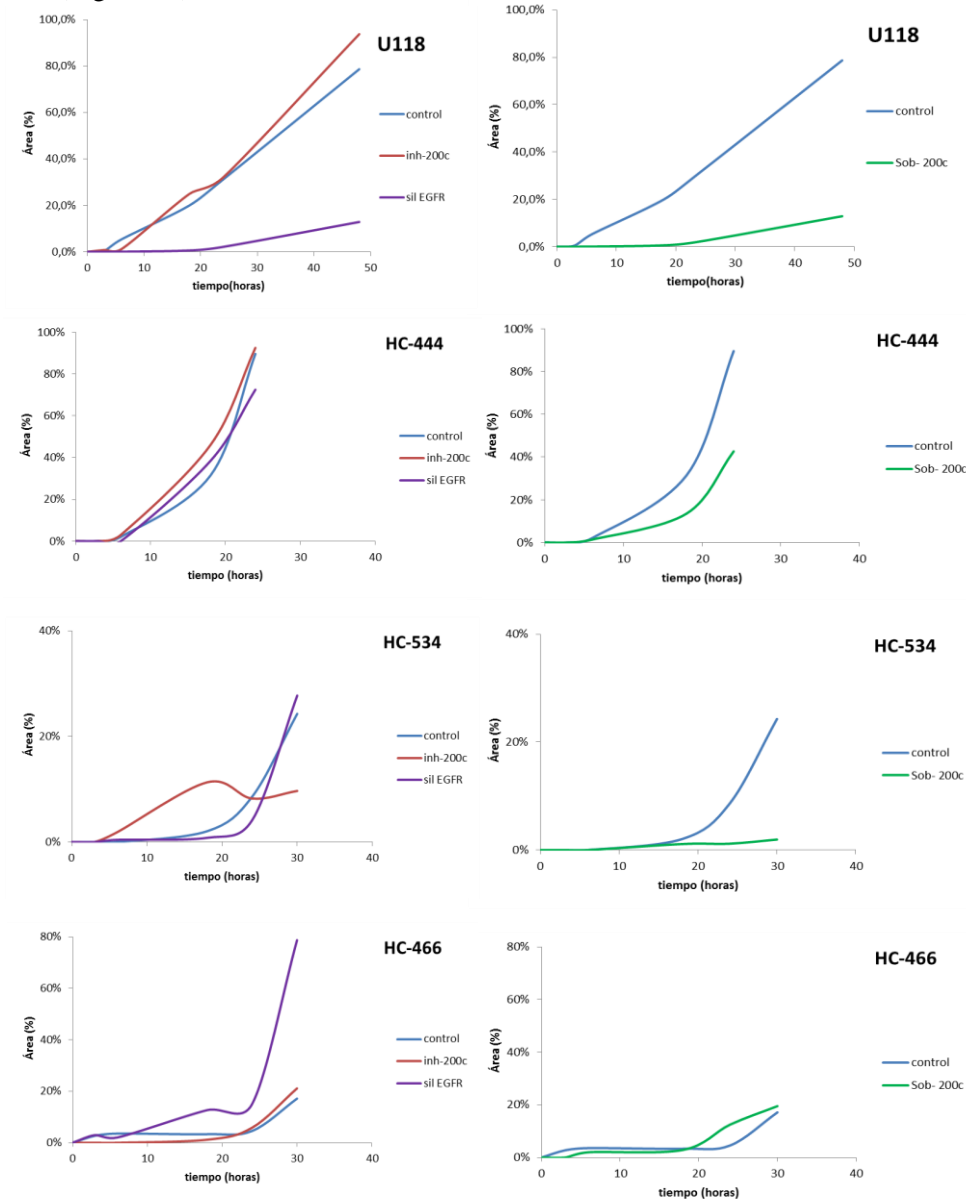 100,0%
80,0%
60,0%
40,0%
20,0%
0,0%
0
10
20
30
40
50
Área (%)
tiempo(horas)
U118
control
inh-200c
sil EGFR
100,0%
80,0%
60,0%
40,0%
20,0%
0,0%
0
10
20
30
40
50
Área (%)
tiempo(horas)
U118
control
Sob- 200c
100%
80%
60%
40%
20%
0%
0
10
20
30
40
Área (%)
tiempo (horas)
HC-444
control
inh-200c
sil EGFR
100%
80%
60%
40%
20%
0%
0
10
20
30
40
Área (%)
tiempo (horas)
HC-444
control
Sob- 200c
40%
20%
0%
0
10
20
30
40
Área (%)
tiempo (horas)
HC-534
control
inh-200c
sil EGFR
40%
20%
0%
0
10
20
30
40
Área (%)
tiempo (horas)
HC-534
control
Sob- 200c
80%
60%
40%
20%
0%
0
10
20
30
40
Área (%)
tiempo (horas)
HC-466
control
inh-200c
sil EGFR
80%
60%
40%
20%
0%
0
10
20
30
40
Área (%)
tiempo (horas)
HC-466
control
Sob- 200c